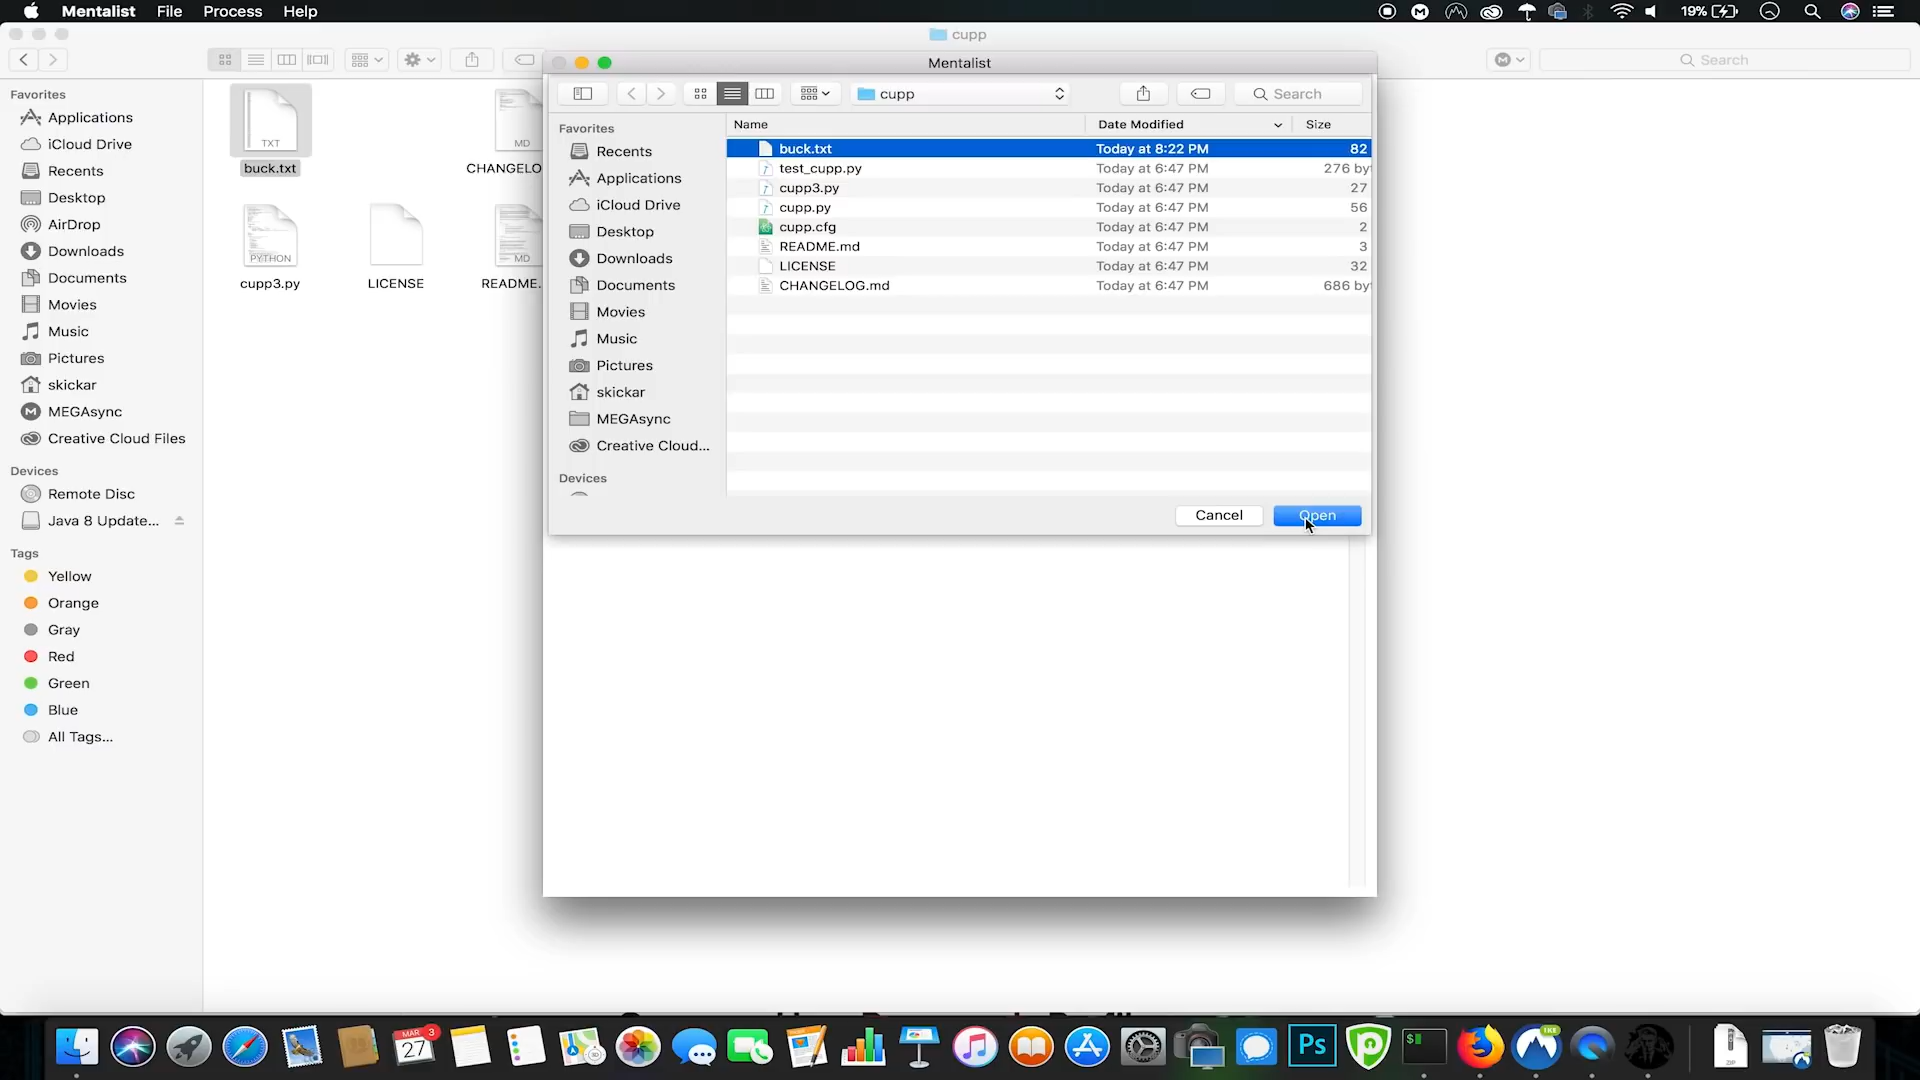 Mentalist File Process Help
19%
cupp
Search
Favorites
Applications
iCloud Drive
Recents
Desktop
AirDrop
Downloads
Documents
Movies
Music
Pictures
skickar
MEGAsync
Creative Cloud Files
Devices
Remote Disc
Java 8 Update...
Tags
Yellow
Orange
Gray
Red
Green
Blue
All Tags...
TXT
buck.txt
MD
CHANGELO
PYTHON
cupp3.py
LICENSE
MD
README.
Mentalist
cupp
Search
Favorites
Recents
Applications
iCloud Drive
Desktop
Downloads
Documents
Movies
Music
Pictures
skickar
MEGAsync
Creative Cloud...
Devices
Name Date Modified Size
buck.txt Today at 8:22 PM 82
test_cupp.py Today at 6:47 PM 276 by
cupp3.py Today at 6:47 PM 27
cupp.py Today at 6:47 PM 56
cupp.cfg Today at 6:47 PM 2
README.md Today at 6:47 PM 3
LICENSE Today at 6:47 PM 32
CHANGELOG.md Today at 6:47 PM 686 by
Cancel Open
MAR 27
3
3D
Ps
$
1KE
ZIP